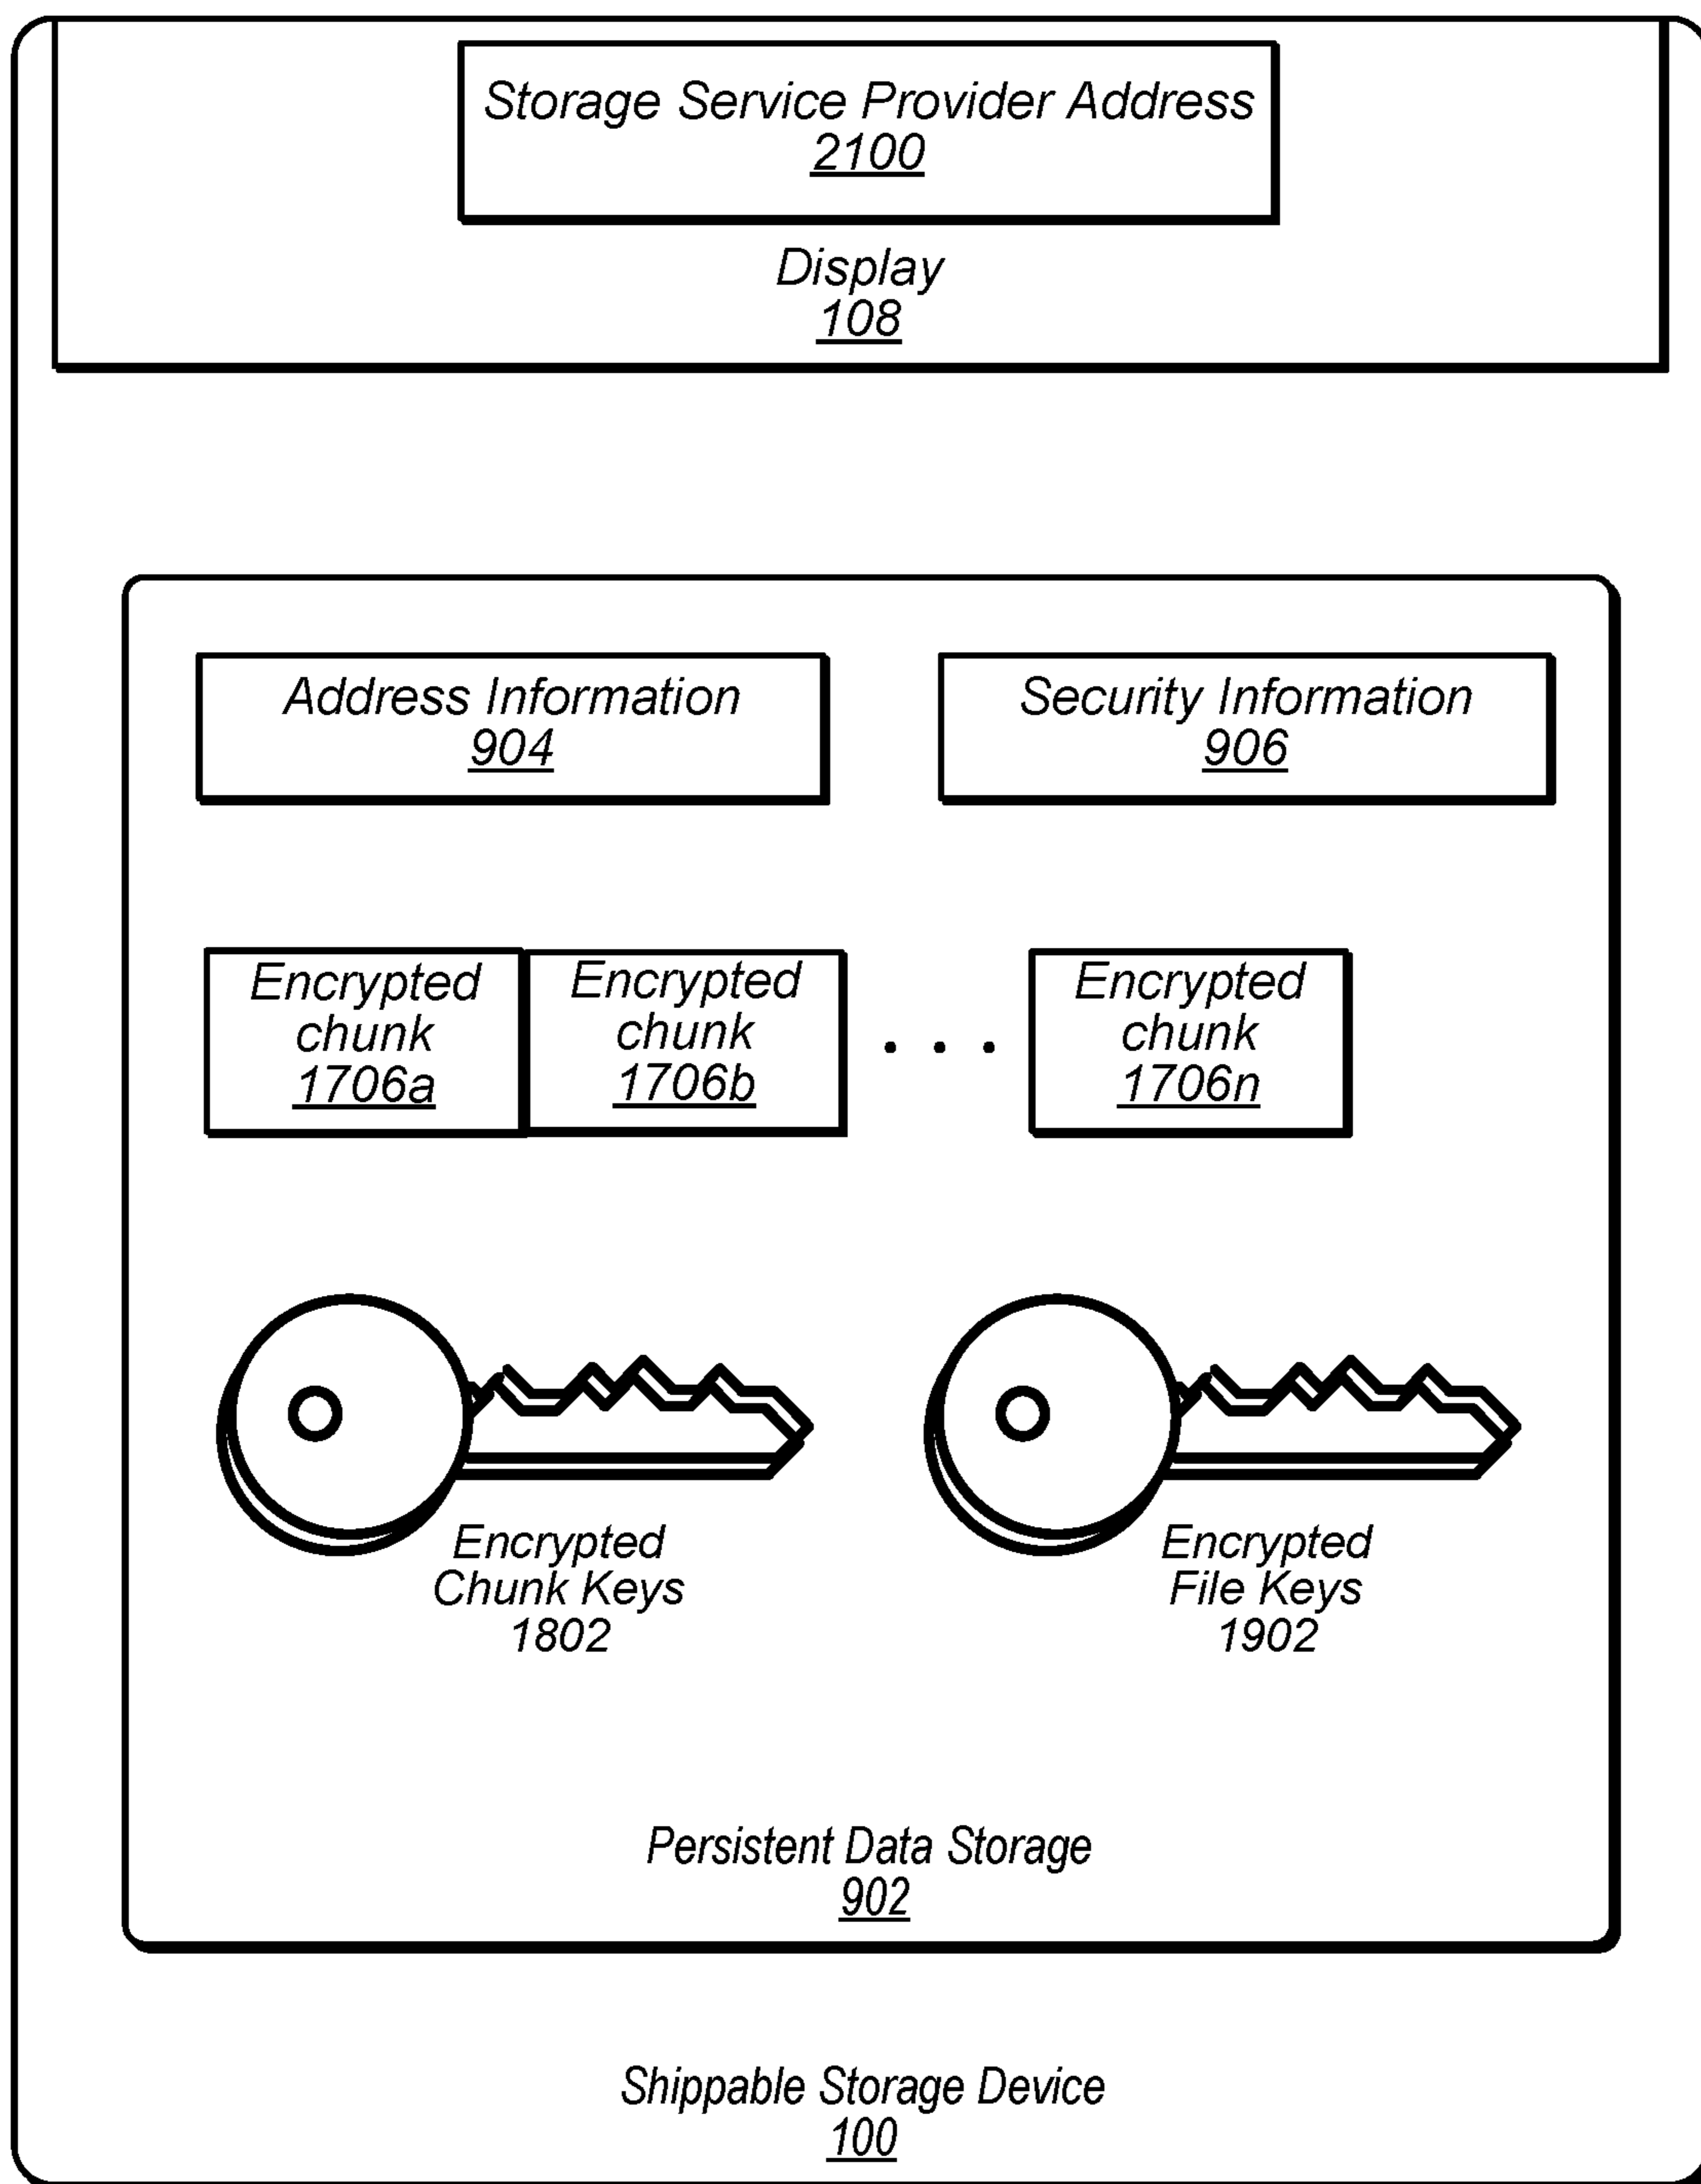 Storage Service Provider Address
2100
Display
108
Address Information
904
Security Information
906
Encrypted
chunk
1706a
Encrypted
chunk
1706b
. . .
Encrypted
chunk
1706n
Encrypted
Chunk Keys
1802
Encrypted
File Keys
1902
Persistent Data Storage
902
Shippable Storage Device
100